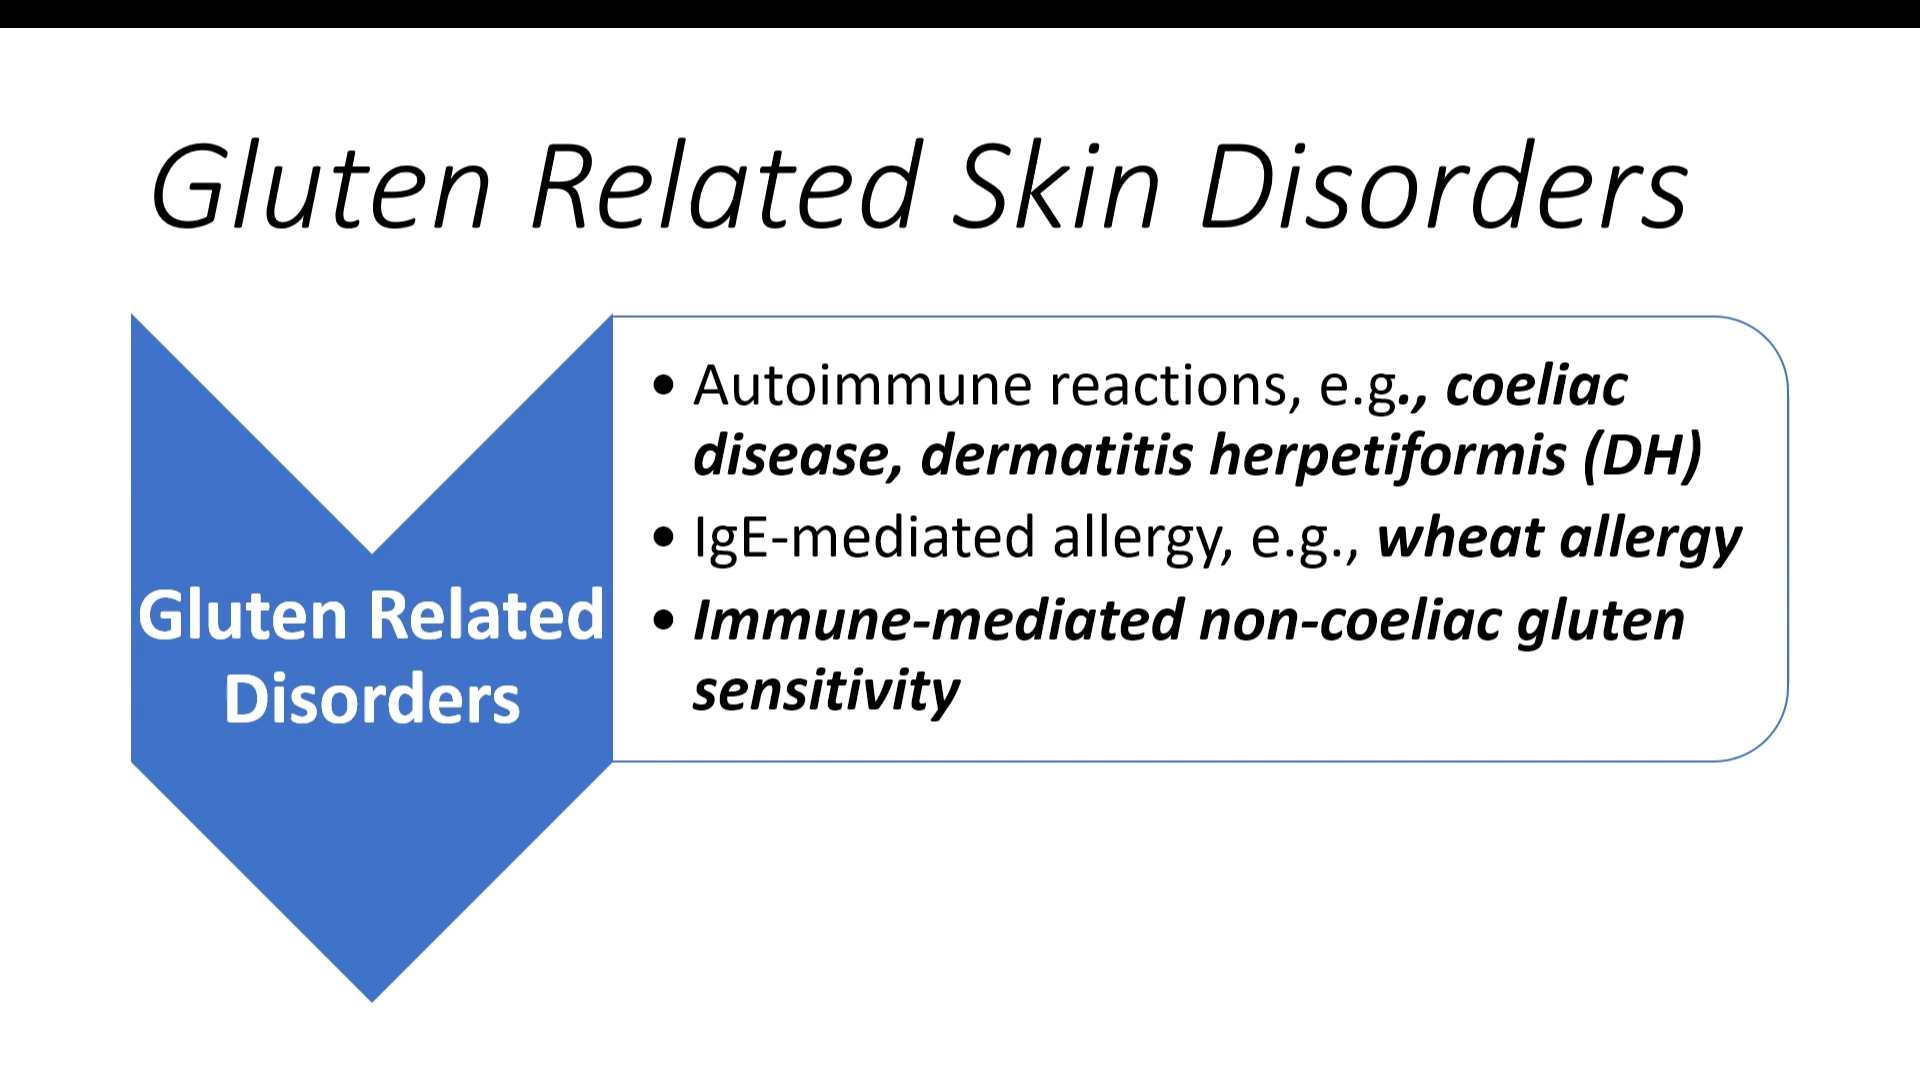 Gluten Related Skin Disorders
Gluten Related
Disorders
• Autoimmune reactions, e.g., coeliac
disease, dermatitis herpetiformis (DH)
• IgE-mediated allergy, e.g., wheat allergy
• Immune-mediated non-coeliac gluten
sensitivity